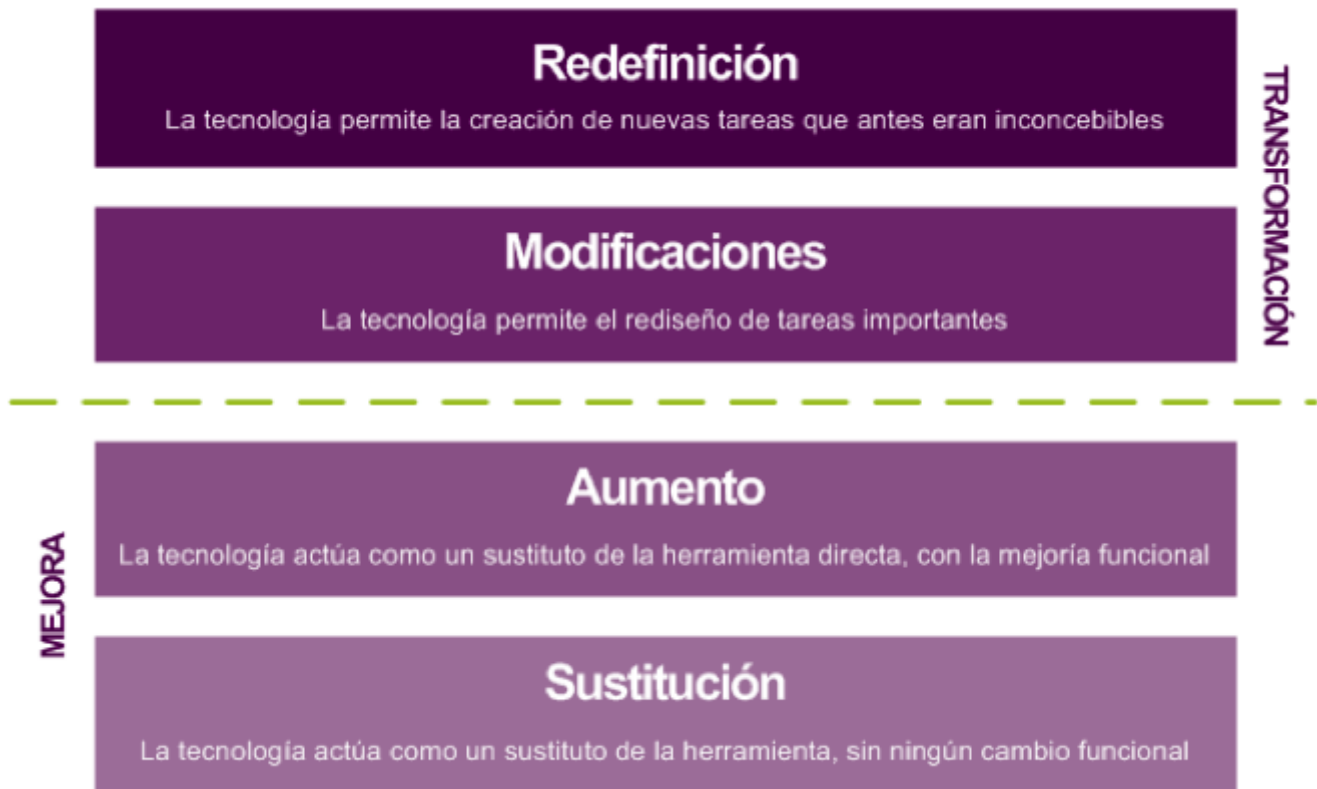 Redefinición
La tecnología permite la creación de nuevas tareas que antes eran inconcebibles
TRANSFORMACIÓN
Modificaciones
La tecnología permite el rediseño de tareas importantes
Aumento
La tecnología actúa como un sustituto de la herramienta directa, con la mejoría funcional
MEJORA
Sustitución
La tecnología actúa como un sustituto de la herramienta, sin ningún cambio funcional